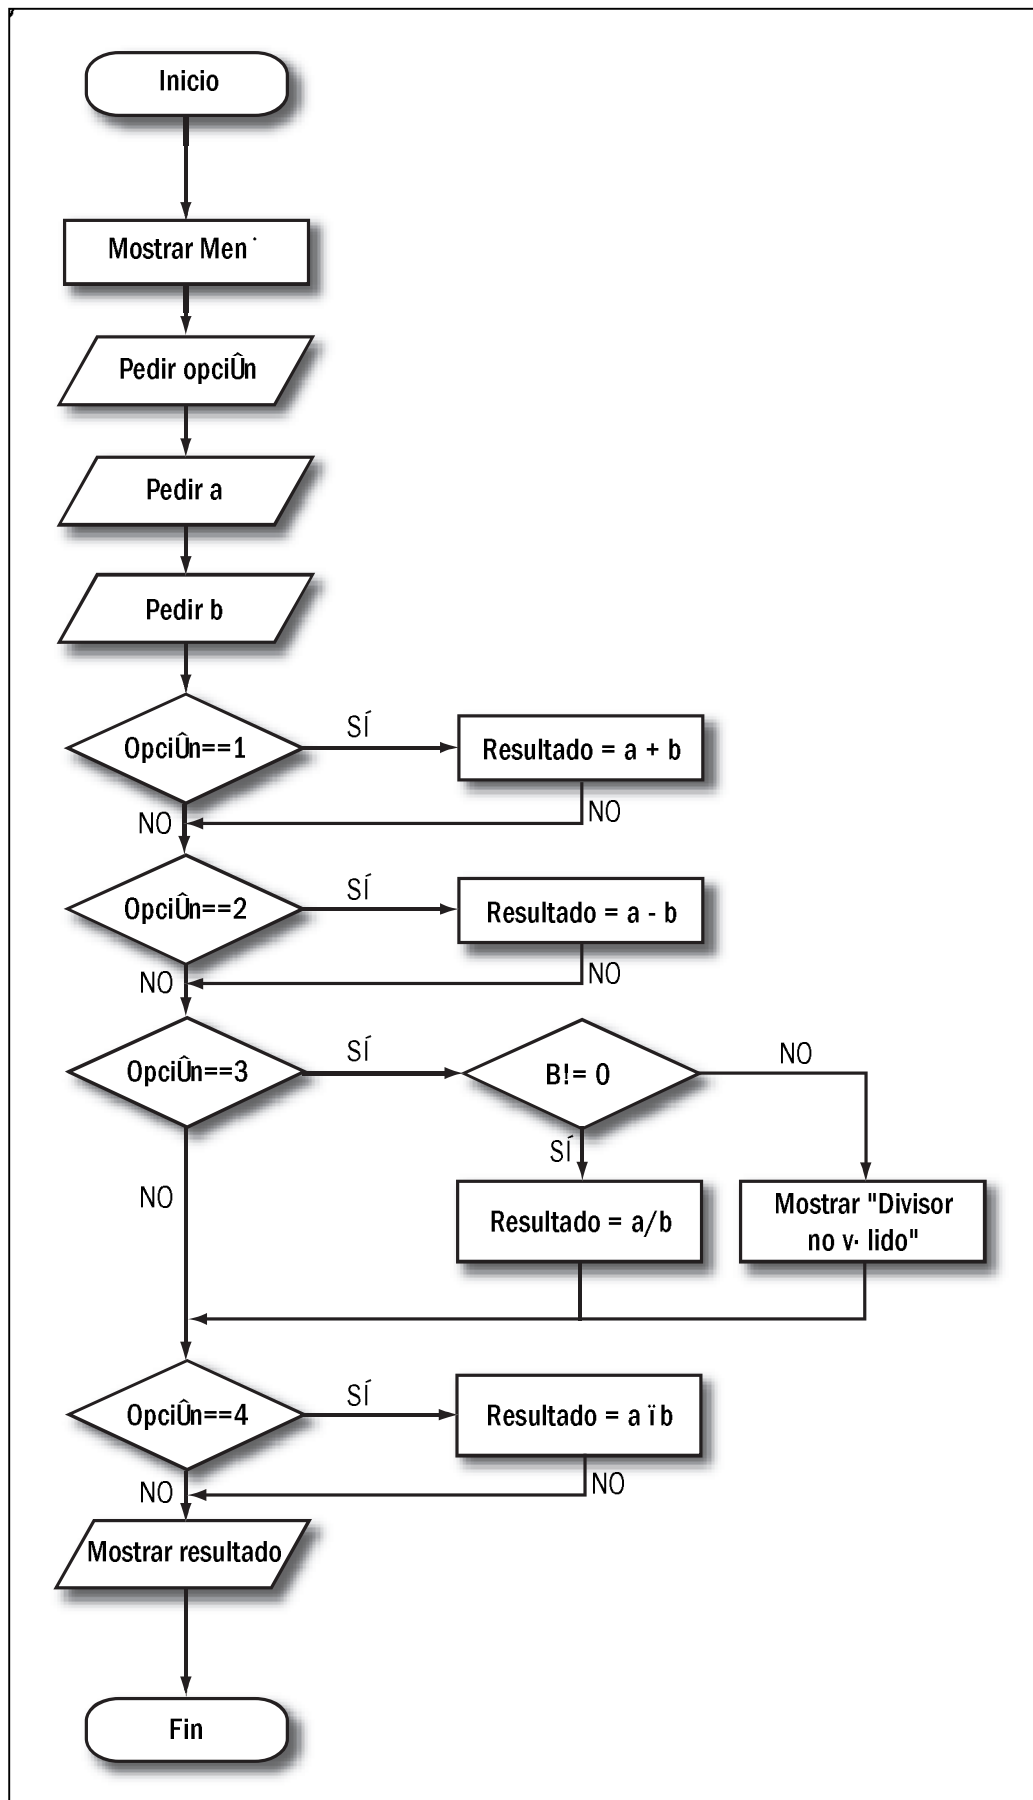 Inicio
Mostrar Men˙
Pedir opciÛn
Pedir a
Pedir b
OpciÛn==1
SÍ
Resultado = a + b
NO
NO
OpciÛn==2
SÍ
Resultado = a - b
NO
NO
OpciÛn==3
SÍ
B!= 0
NO
SÍ
NO
Resultado = a/b
Mostrar "Divisor
no v· lido"
OpciÛn==4
SÍ
Resultado = a ï b
NO
NO
Mostrar resultado
Fin